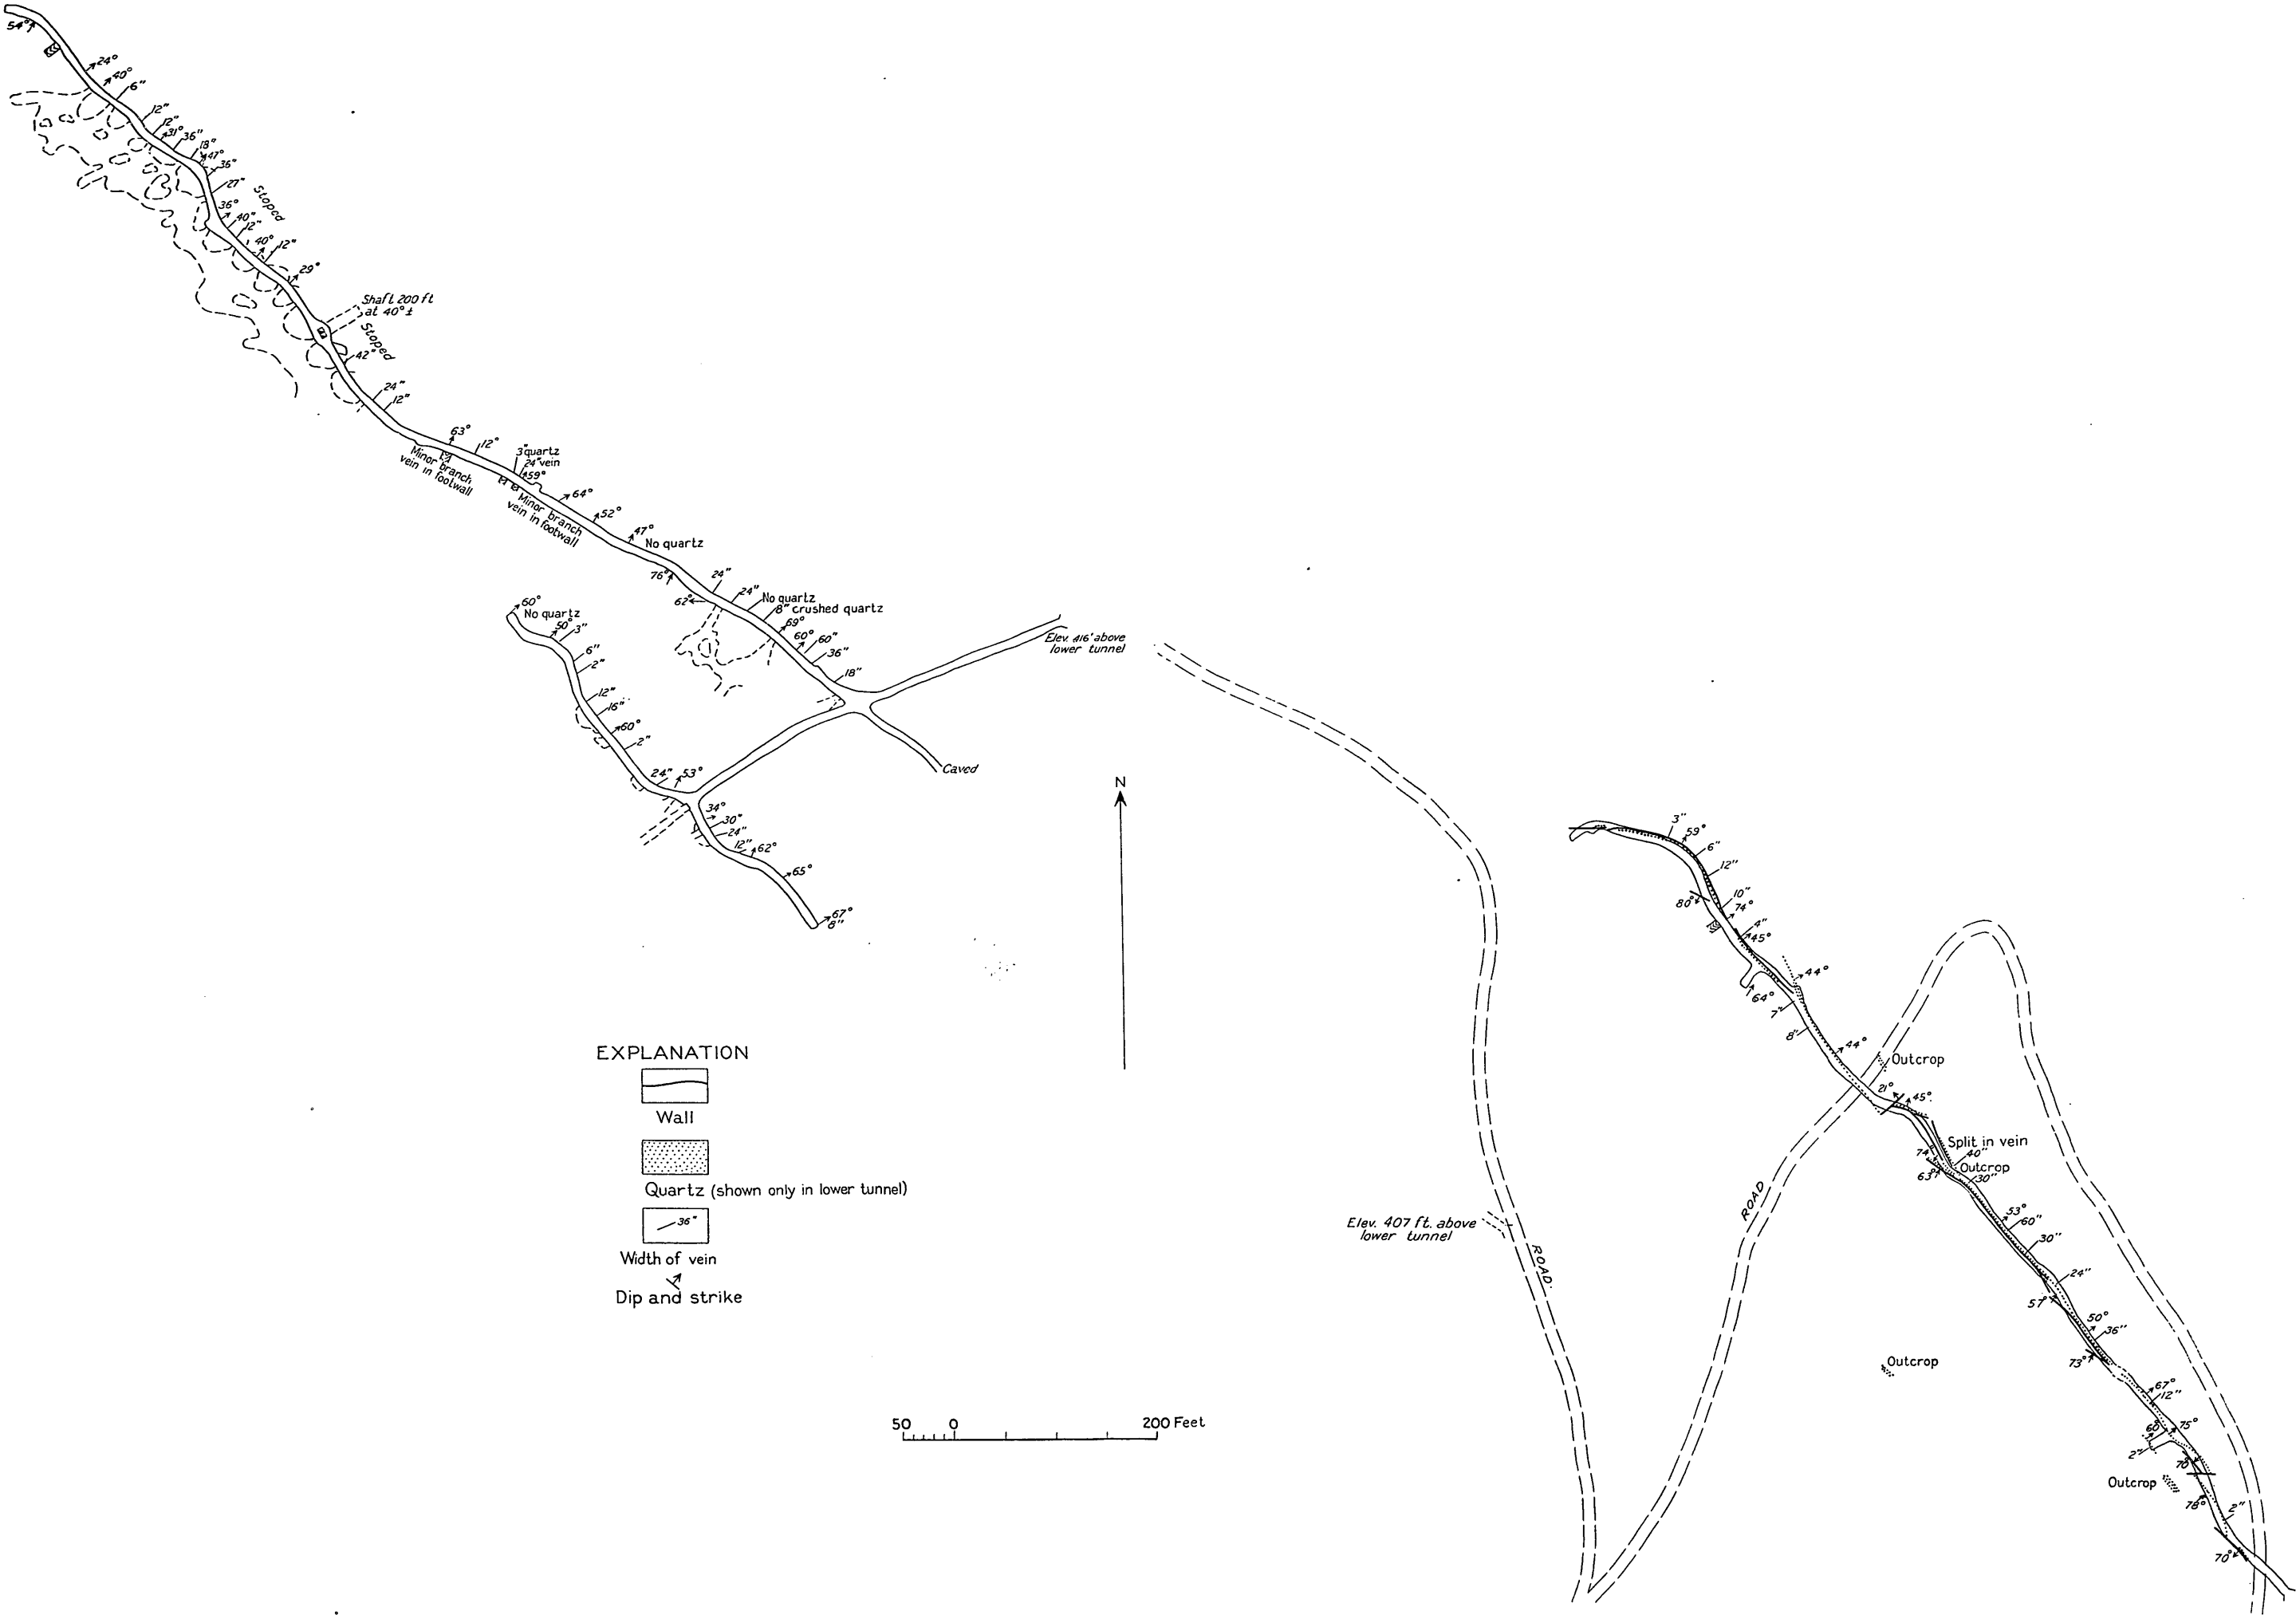 54°
24°
40°
6"
12"
12"
31°
36"
18"
47°
36"
27"
Stoped
36°
40"
12"
40°
12"
29°
Shaft 200 ft
at 40°±
Stoped
42"
24"
12"
63°
12"
3" quartz
24" vein
59°
Minor branch
vein in footwall
Minor branch
vein in footwall
64°
52°
47°
No quartz
76°
24"
62°
24"
No quartz
8" crushed quartz
69°
60°
60"
36"
18"
Elev. 416' above
lower tunnel
Caved
60°
No quartz
50°
3"
6"
2"
12"
16"
60°
2"
24"
53°
34°
30"
24"
12"
62°
65°
67°
8"
N
EXPLANATION
Wall
Quartz (shown only in lower tunnel)
36"
Width of vein
Dip and strike
50 0 200 Feet
Elev. 407 ft. above
lower tunnel
ROAD
ROAD
3"
59°
6"
12"
80°
10"
74°
4"
45°
44°
64°
7"
8"
44°
Outcrop
21°
45°
Split in vein
74°
40"
Outcrop
63°
30"
53°
60"
30"
24"
57°
50°
36"
73°
Outcrop
67°
12"
75°
60°
2"
70°
Outcrop
78°
2"
70°